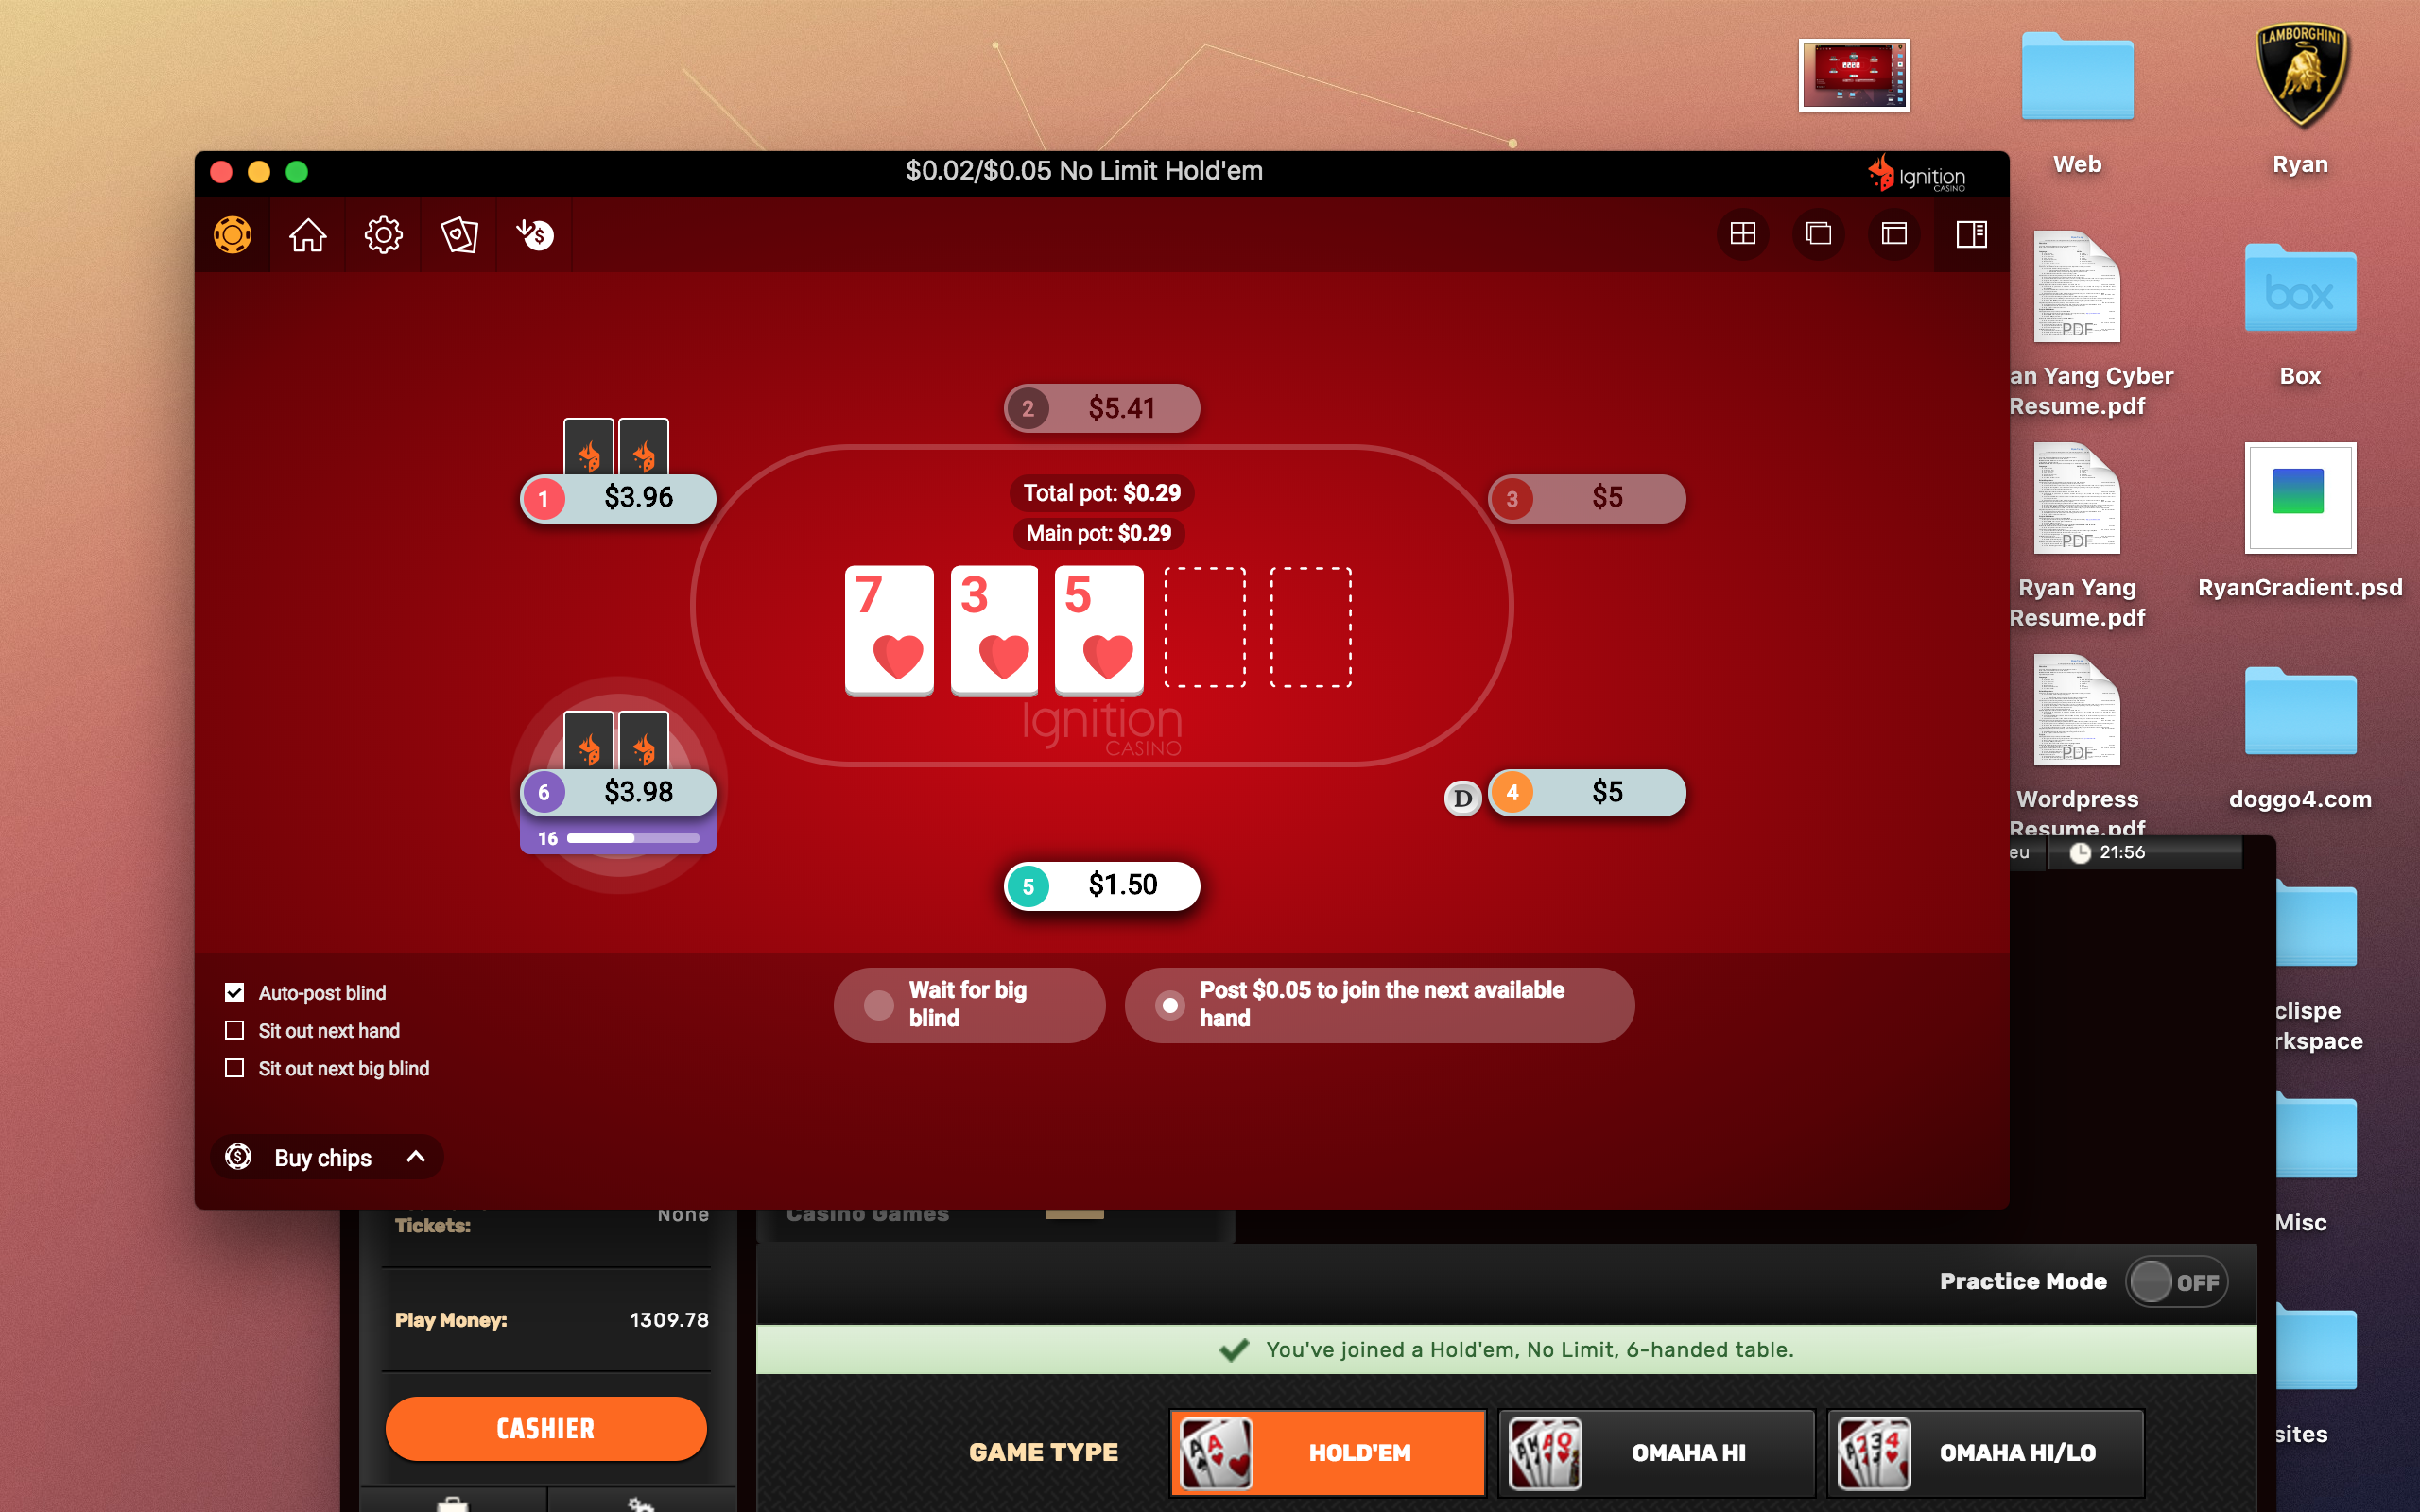 LAMBORGHINI
Web
Ryan
$0.02/$0.05 No Limit Hold'em
Ignition
CASINO
PDF
box
an Yang Cyber
Resume.pdf
Box
2 $5.41
1 $3.96
Total pot: $0.29
3 $5
Main pot: $0.29
7 3 5
PDF
Ryan Yang
Resume.pdf
RyanGradient.psd
Ignition
CASINO
PDF
6 $3.98
16
D 4 $5
Wordpress
Resume.pdf
doggo4.com
eu 21:56
5 $1.50
Auto-post blind
Sit out next hand
Sit out next big blind
Wait for big
blind
Post $0.05 to join the next available
hand
clispe
rkspace
Buy chips
Misc
Tickets: None
Casino Games
Practice Mode OFF
Play Money: 1309.78
You've joined a Hold'em, No Limit, 6-handed table.
CASHIER
GAME TYPE
HOLD'EM
OMAHA HI
OMAHA HI/LO
sites